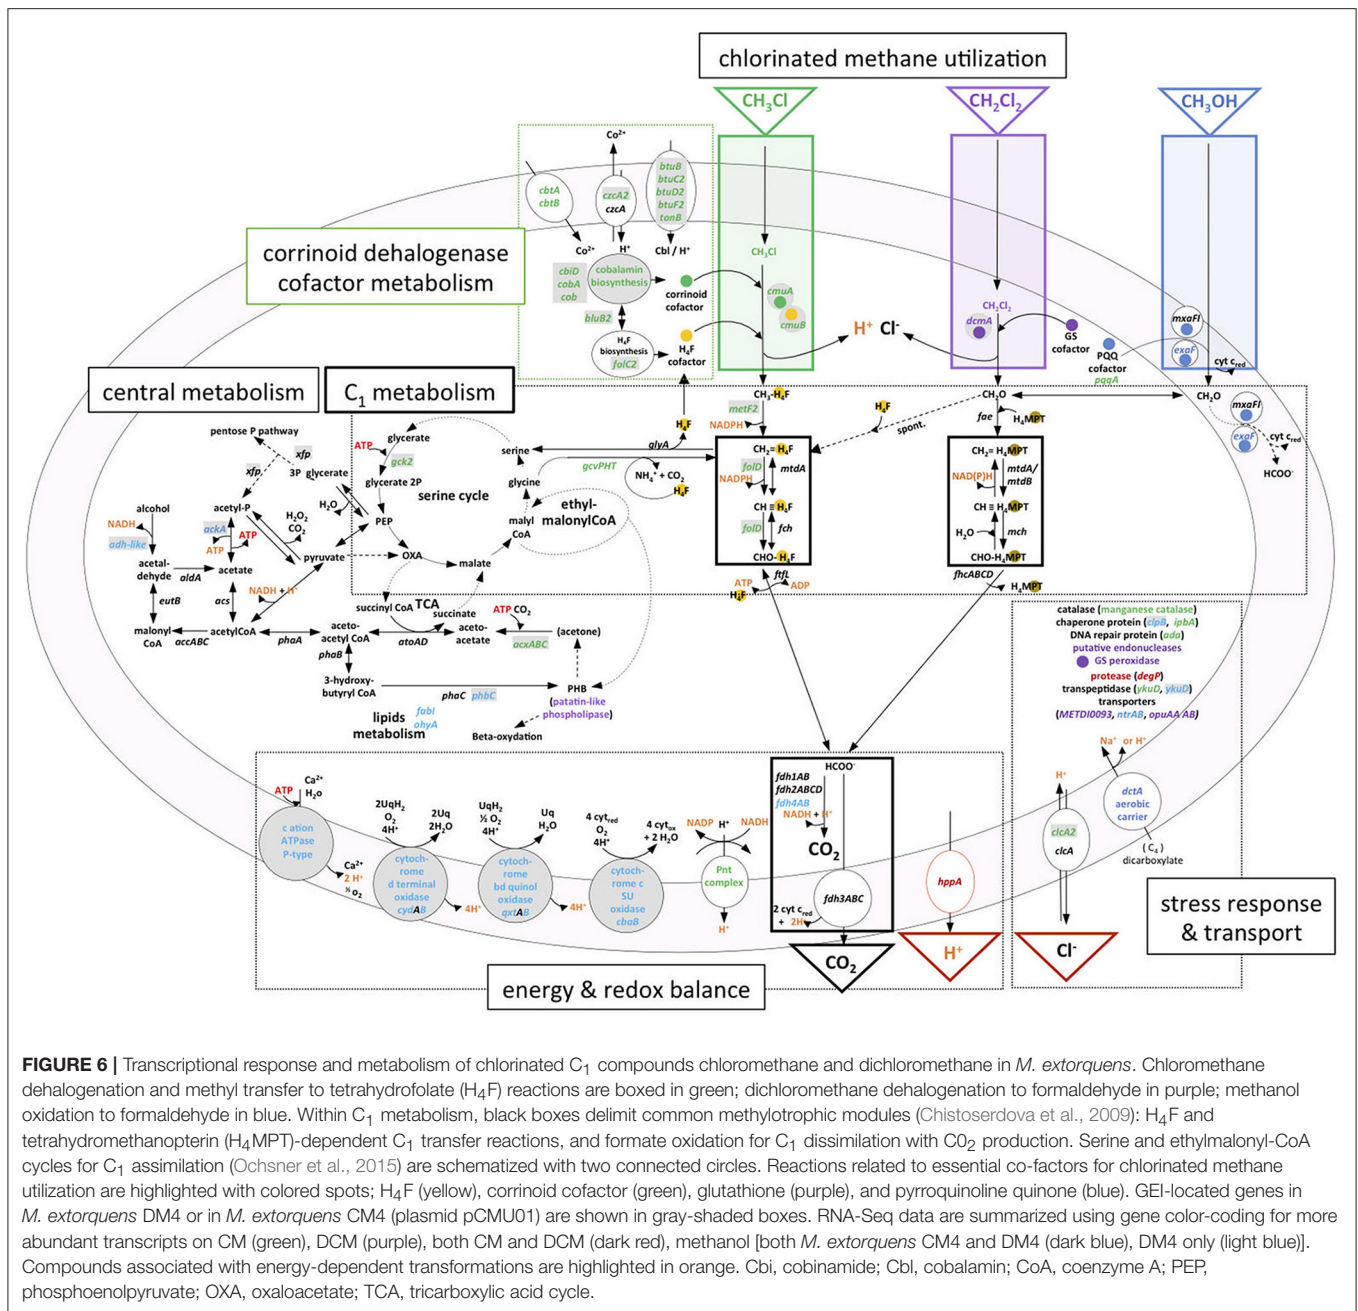 chlorinated methane utilization
CH3Cl
CH2Cl2
CH3OH
Co2+
cbtA
cbtB
czcA2
czcA
btuB
btuC2
btuD2
btuF2
tonB
Co2+
H+
Cbl / H+
corrinoid dehalogenase
cofactor metabolism
cbiD
cobA
cob
cobalamin
biosynthesis
corrinoid
cofactor
bluB2
H4F
biosynthesis
folC2
H4F
cofactor
CH3Cl
cmuA
cmuB
H+ Cl-
CH2Cl2
dcmA
GS
cofactor
PQQ
cofactor
pqqA
mxaFI
exaF
cyt cred
central metabolism
C1 metabolism
CH3-H4F
metF2
NADPH
CH2O
fae
H4MPT
CH2O
mxaFI
exaF
cyt cred
HCOO-
H4F
spont.
pentose P pathway
xfp
xfp
3P glycerate
ATP
glycerate
gck2
glycerate 2P
serine cycle
serine
glycine
glyA
H4F
gcvPHT
NH4+ + CO2
H4F
CH2= H4F
folD
mtdA
NADPH
CH ≡ H4F
folD
fch
CHO- H4F
ftfL
ATP
ADP
H4F
CH2= H4MPT
NAD(P)H
mtdA/
mtdB
CH ≡ H4MPT
H2O
mch
CHO-H4MPT
fhcABCD
H4MPT
alcohol
NADH
adh-like
acetal-
dehyde
aldA
eutB
malonyl
CoA
accABC
acetyl-P
ackA
ATP
ATP
acetate
acs
acetylCoA
H2O2
CO2
H2O
PEP
pyruvate
NADH + H+
OXA
malate
malyl
CoA
ethyl-
malonylCoA
succinyl CoA
TCA
succinate
phaA
aceto-
acetyl CoA
atoAD
aceto-
acetate
ATP CO2
acxABC
(acetone)
phaB
3-hydroxy-
butyryl CoA
phaC phbC
PHB
(patatin-like
phospholipase)
fabI
ohyA
lipids
metabolism
Beta-oxydation
catalase (manganese catalase)
chaperone protein (clpB, ipbA)
DNA repair protein (ada)
putative endonucleases
GS peroxidase
protease (degP)
transpeptidase (ykuD, ykuD)
transporters
(METDI0093, ntrAB, opuAA AB)
Na+ or H+
dctA
aerobic
carrier
( C4 )
dicarboxylate
H+
clcA2
clcA
Cl-
stress response
& transport
ATP
Ca2+
H2o
c ation
ATPase
P-type
Ca2+
2 H+
½ O2
2UqH2
O2
4H+
2Uq
2H2O
cytoch-
rome
d terminal
oxidase
cydAB
4H+
UqH2
½ O2
4H+
Uq
H2O
cytoch-
rome
bd quinol
oxidase
qxtAB
4H+
4 cytred
O2
4H+
4 cytox
+ 2 H2O
cytoch-
rome c
SU
oxidase
cbaB
NADP H+ NADH
Pnt
complex
H+
HCOO-
fdh1AB
fdh2ABCD
fdh4AB
NADH + H+
CO2
fdh3ABC
2 cyt cred
+ 2H+
CO2
hppA
H+
energy & redox balance
FIGURE 6 | Transcriptional response and metabolism of chlorinated C1 compounds chloromethane and dichloromethane in M. extorquens. Chloromethane
dehalogenation and methyl transfer to tetrahydrofolate (H4F) reactions are boxed in green; dichloromethane dehalogenation to formaldehyde in purple; methanol
oxidation to formaldehyde in blue. Within C1 metabolism, black boxes delimit common methylotrophic modules (Chistoserdova et al., 2009): H4F and
tetrahydromethanopterin (H4MPT)-dependent C1 transfer reactions, and formate oxidation for C1 dissimilation with C02 production. Serine and ethylmalonyl-CoA
cycles for C1 assimilation (Ochsner et al., 2015) are schematized with two connected circles. Reactions related to essential co-factors for chlorinated methane
utilization are highlighted with colored spots; H4F (yellow), corrinoid cofactor (green), glutathione (purple), and pyrroquinoline quinone (blue). GEI-located genes in
M. extorquens DM4 or in M. extorquens CM4 (plasmid pCMU01) are shown in gray-shaded boxes. RNA-Seq data are summarized using gene color-coding for more
abundant transcripts on CM (green), DCM (purple), both CM and DCM (dark red), methanol [both M. extorquens CM4 and DM4 (dark blue), DM4 only (light blue)].
Compounds associated with energy-dependent transformations are highlighted in orange. Cbi, cobinamide; Cbl, cobalamin; CoA, coenzyme A; PEP,
phosphoenolpyruvate; OXA, oxaloacetate; TCA, tricarboxylic acid cycle.